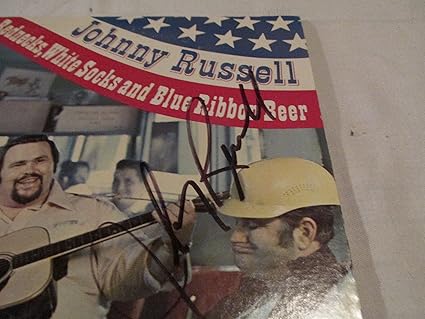 Johnny Russell
Rednecks, White Socks and Blue Ribbon Beer